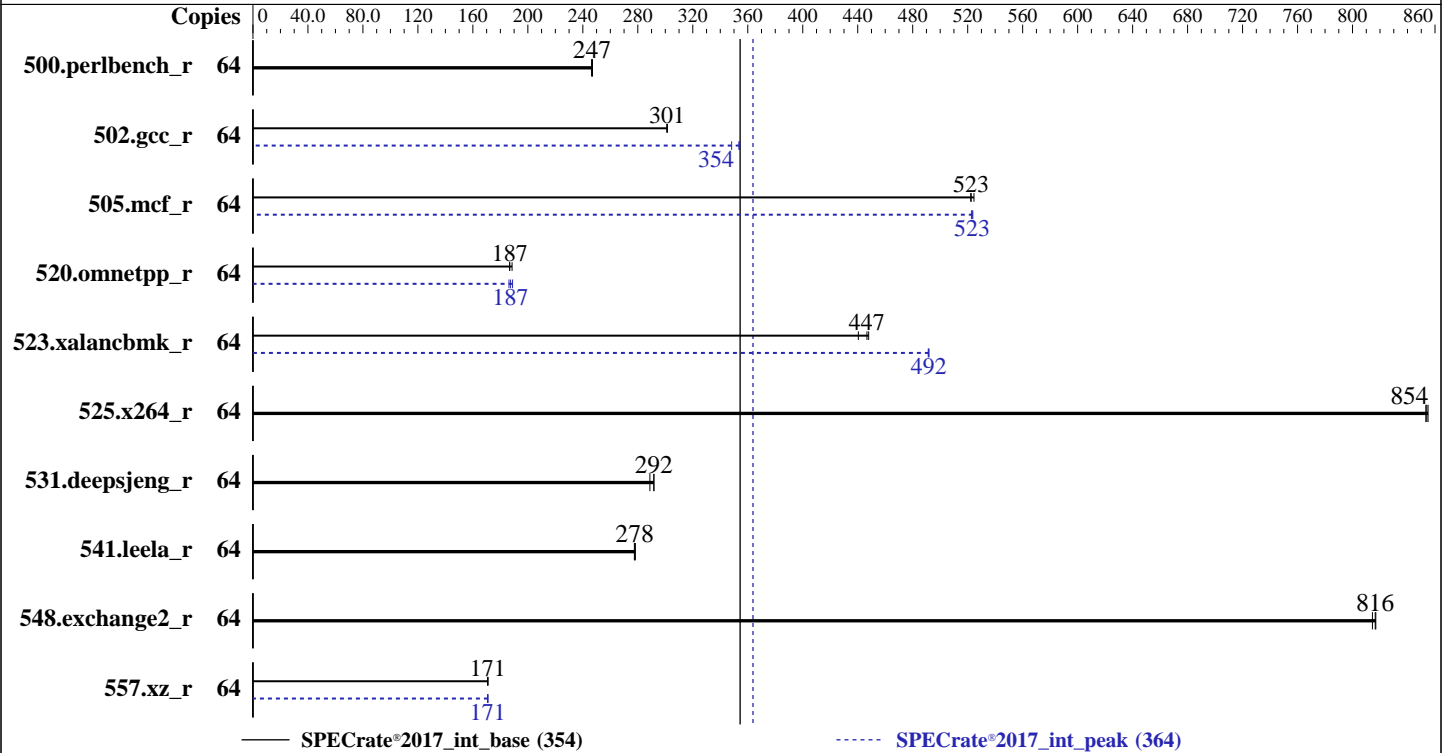 Copies 0 40.0 80.0 120 160 200 240 280 320 360 400 440 480 520 560 600 640 680 720 760 800 860
500.perlbench_r 64 247
502.gcc_r 64 301
354
505.mcf_r 64 523
523
520.omnetpp_r 64 187
187
523.xalancbmk_r 64 447
492
525.x264_r 64 854
531.deepsjeng_r 64 292
541.leela_r 64 278
548.exchange2_r 64 816
557.xz_r 64 171
171
SPECrate®2017_int_base (354) SPECrate®2017_int_peak (364)